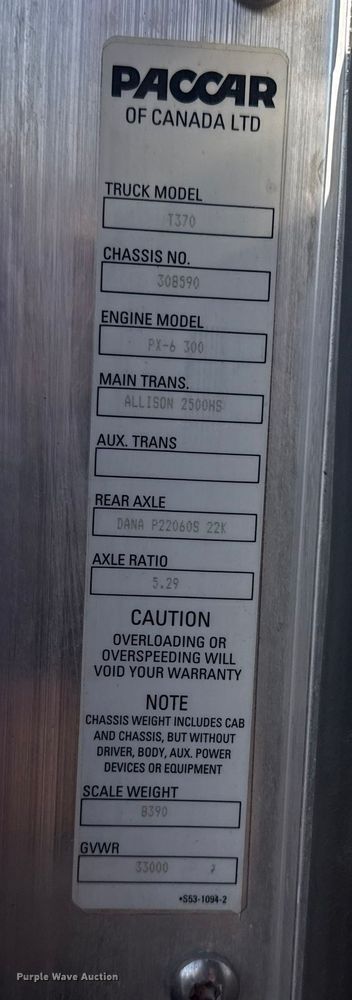 PACCAR
OF CANADA LTD
TRUCK MODEL
T370
CHASSIS NO.
308590
ENGINE MODEL
PX-6 300
MAIN TRANS.
ALLISON 2500HS
AUX. TRANS
REAR AXLE
DANA P22060S 22K
AXLE RATIO
5.29
CAUTION
OVERLOADING OR
OVERSPEEDING WILL
VOID YOUR WARRANTY
NOTE
CHASSIS WEIGHT INCLUDES CAB
AND CHASSIS, BUT WITHOUT
DRIVER, BODY, AUX. POWER
DEVICES OR EQUIPMENT
SCALE WEIGHT
8390
GVWR
33000
*S53-1094-2
Purple Wave Auction